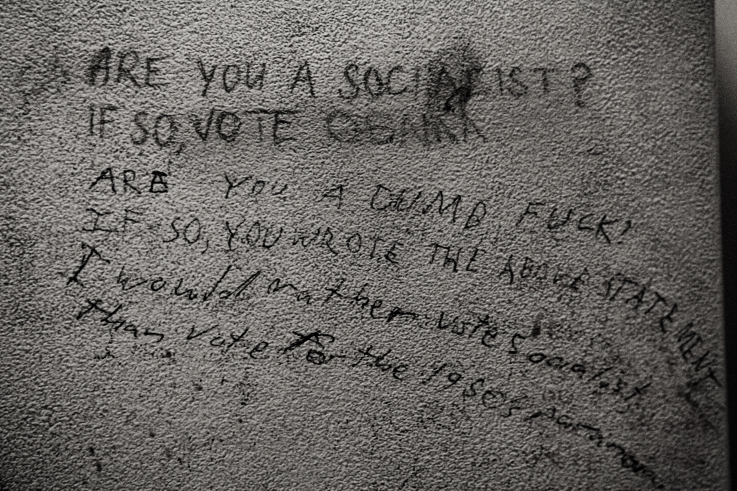 ARE YOU A SOCIALIST?
IF SO, VOTE OBAMA
ARE YOU A DUMB FUCK?
IF SO, YOU WROTE THE ABOVE STATEMENT
I would rather vote Socialist
than vote for the